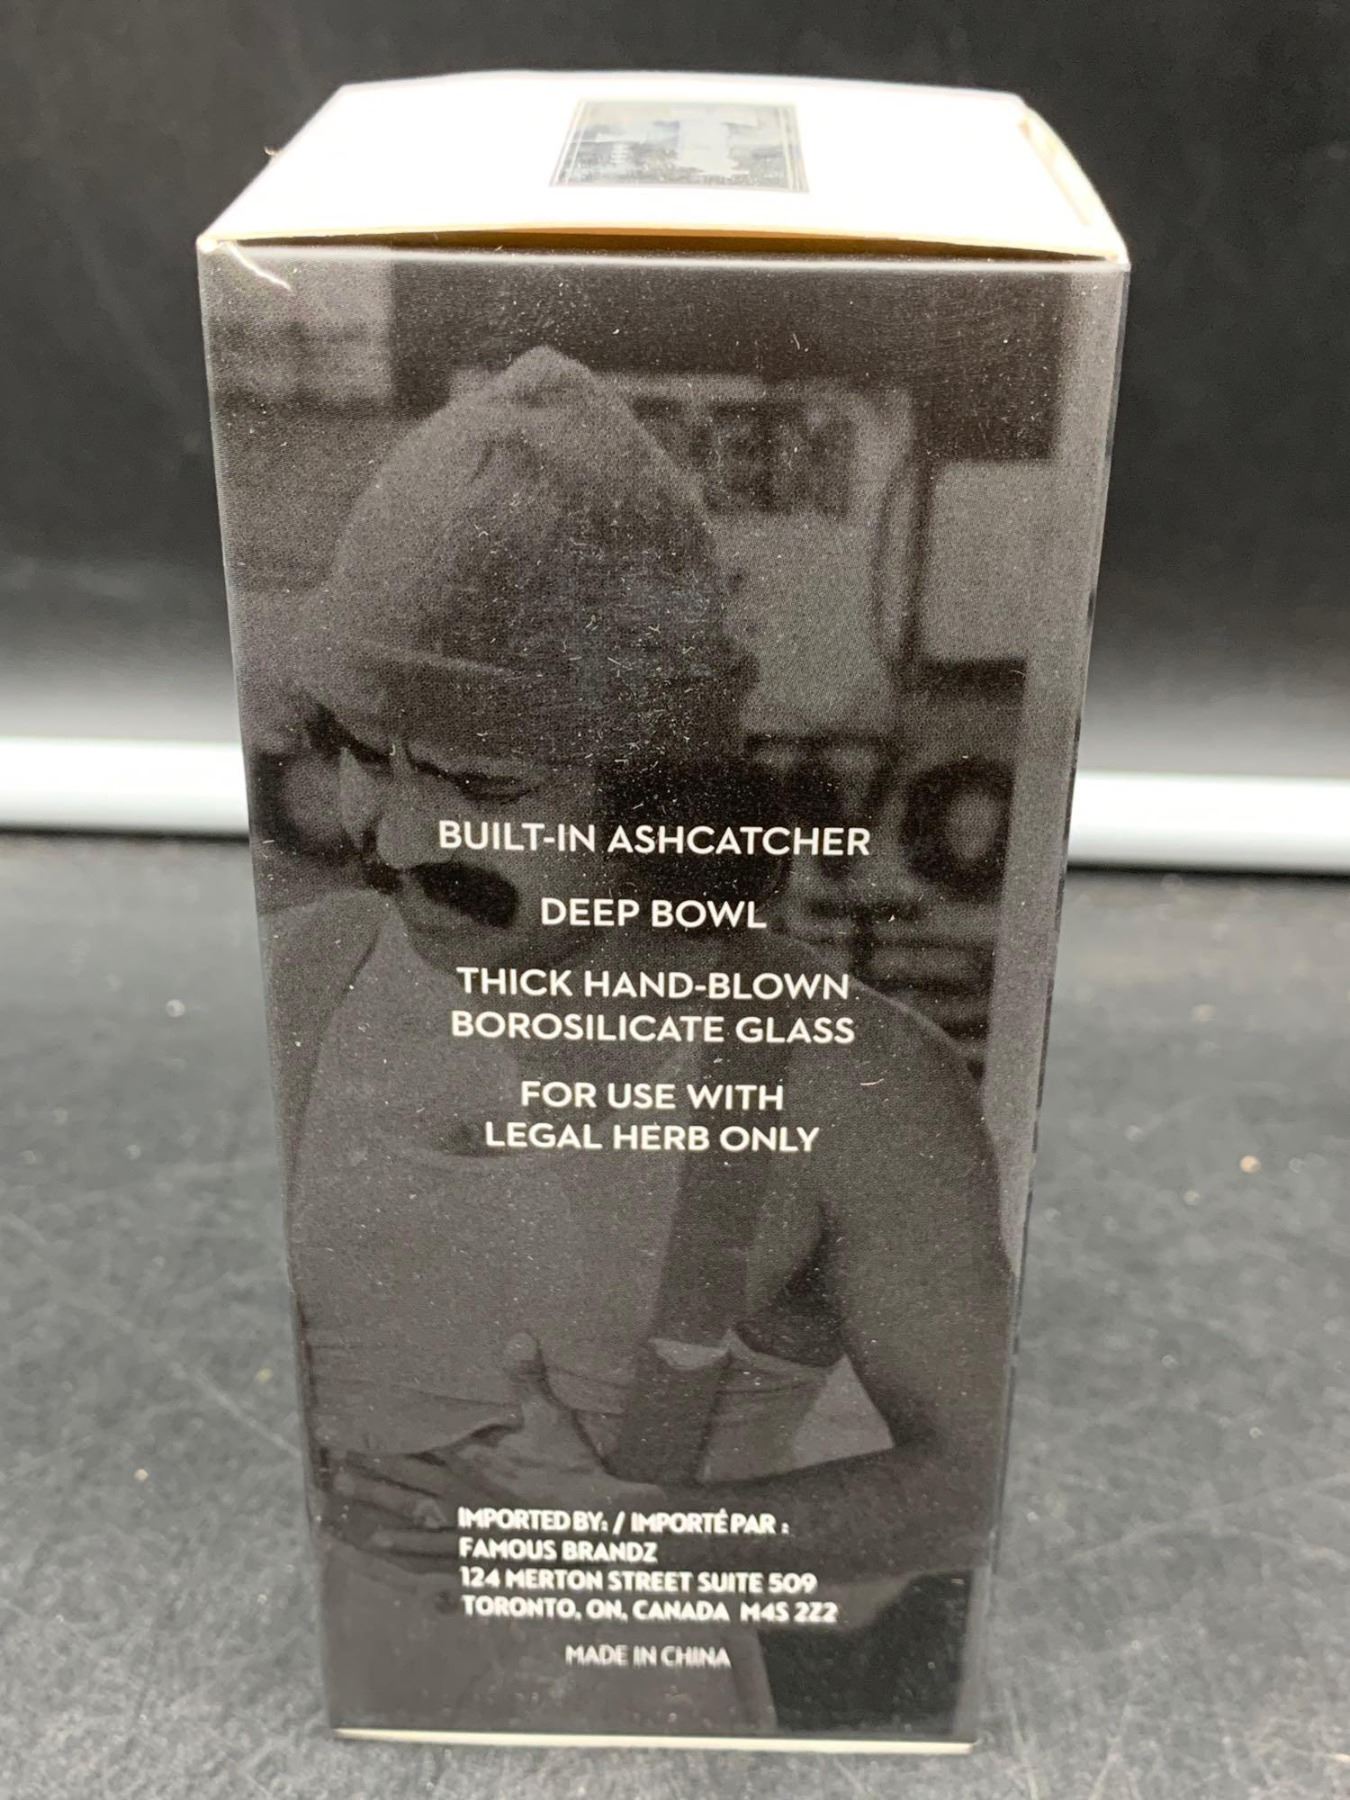 BUILT-IN ASHCATCHER
DEEP BOWL
THICK HAND-BLOWN
BOROSILICATE GLASS
FOR USE WITH
LEGAL HERB ONLY
IMPORTED BY: / IMPORTÉ PAR :
FAMOUS BRANDZ
124 MERTON STREET SUITE 509
TORONTO, ON, CANADA M4S 2Z2
MADE IN CHINA